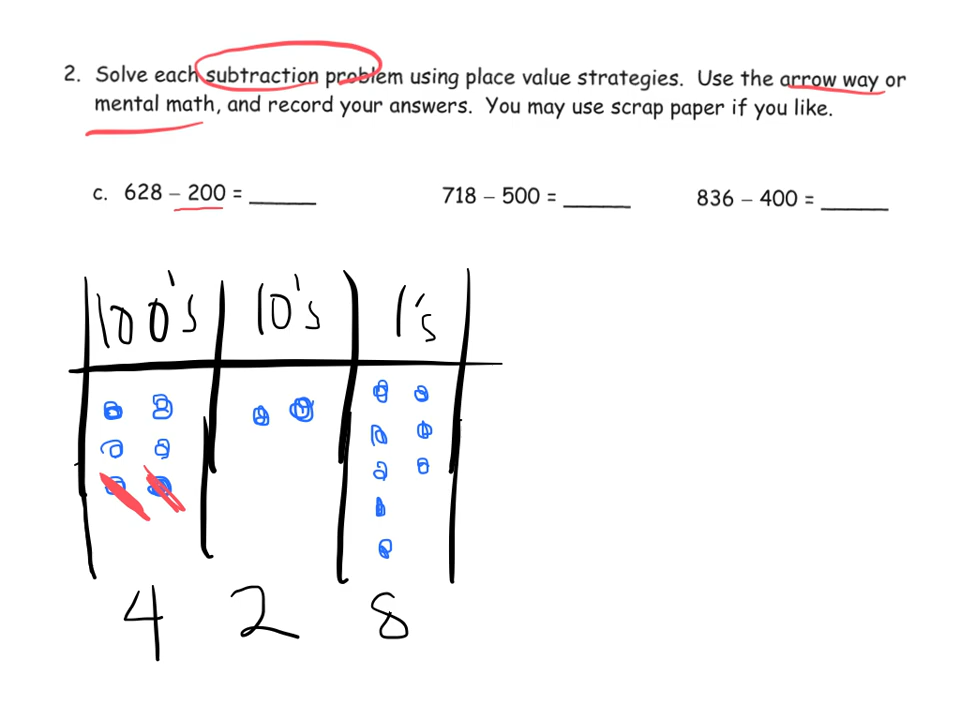 2. Solve each subtraction problem using place value strategies. Use the arrow way or
mental math, and record your answers. You may use scrap paper if you like.
c. 628 – 200 = ______ 718 – 500 = ______ 836 – 400 = ______
100's 10's 1's
4 2 8